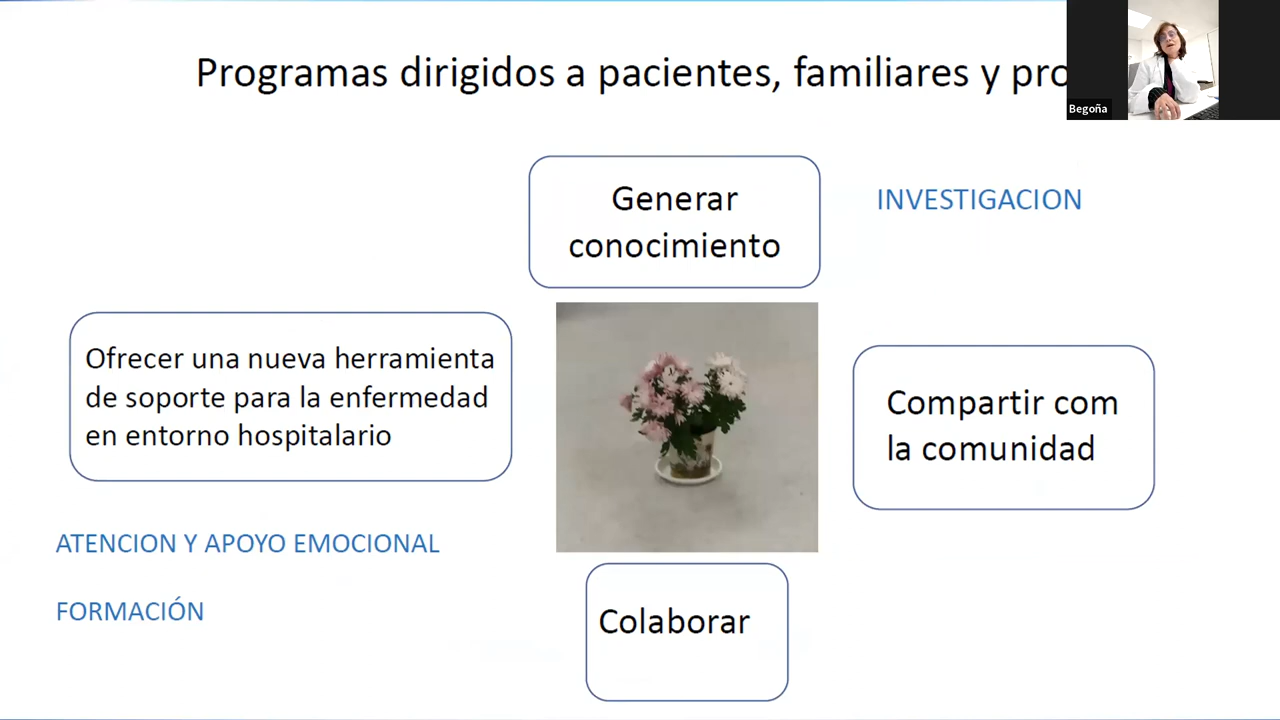 Programas dirigidos a pacientes, familiares y pro
Begoña
Generar
conocimiento
INVESTIGACION
Ofrecer una nueva herramienta
de soporte para la enfermedad
en entorno hospitalario
Compartir com
la comunidad
ATENCION Y APOYO EMOCIONAL
FORMACIÓN
Colaborar